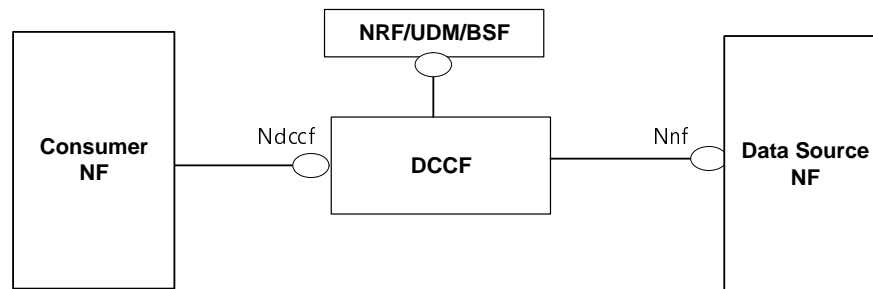 NRF/UDM/BSF
Consumer
NF
Ndccf
DCCF
Nnf
Data Source
NF